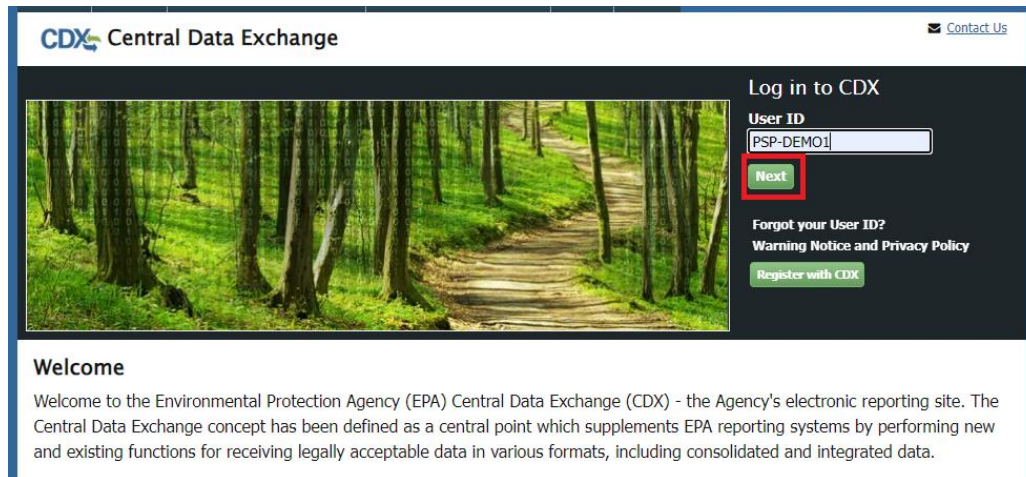 CDX Central Data Exchange
Contact Us
Log in to CDX
User ID
PSP-DEMO1
Next
Forgot your User ID?
Warning Notice and Privacy Policy
Register with CDX
Welcome
Welcome to the Environmental Protection Agency (EPA) Central Data Exchange (CDX) - the Agency's electronic reporting site. The
Central Data Exchange concept has been defined as a central point which supplements EPA reporting systems by performing new
and existing functions for receiving legally acceptable data in various formats, including consolidated and integrated data.